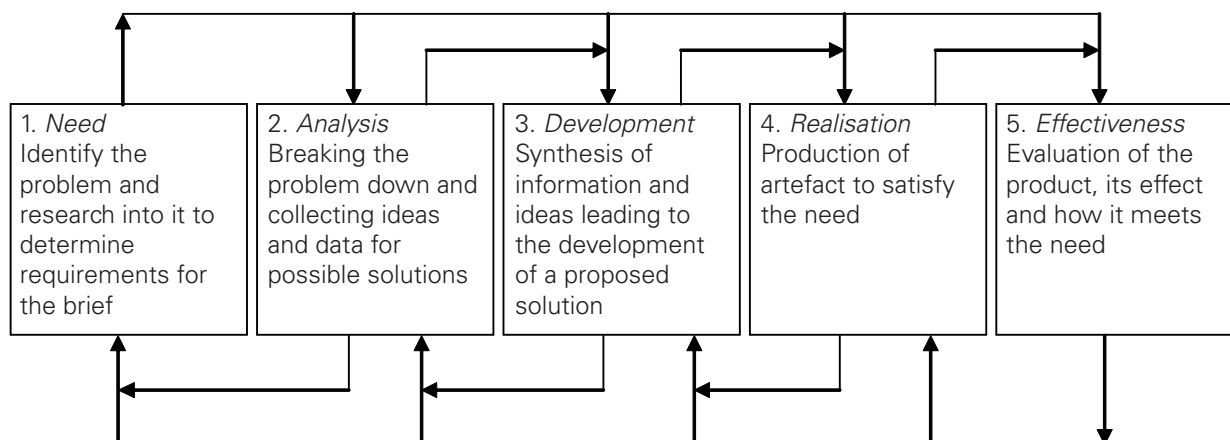 1. Need
Identify the
problem and
research into it to
determine
requirements for
the brief
2. Analysis
Breaking the
problem down and
collecting ideas
and data for
possible solutions
3. Development
Synthesis of
information and
ideas leading to
the development
of a proposed
solution
4. Realisation
Production of
artefact to satisfy
the need
5. Effectiveness
Evaluation of the
product, its effect
and how it meets
the need